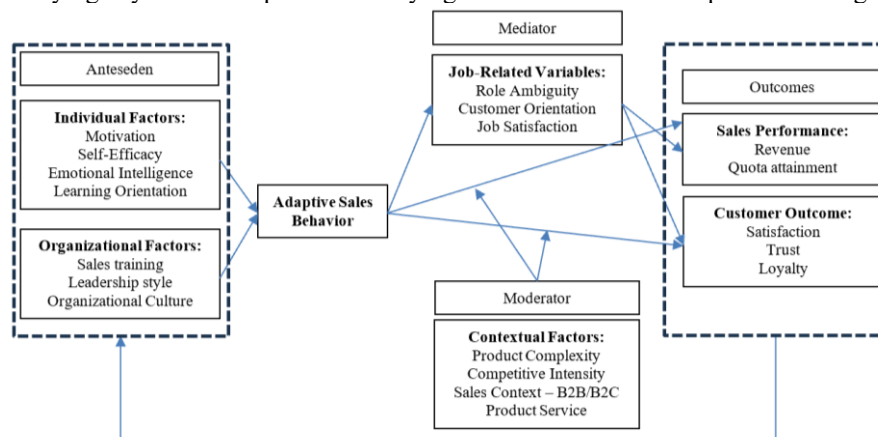 Anteseden
Individual Factors:
Motivation
Self-Efficacy
Emotional Intelligence
Learning Orientation
Organizational Factors:
Sales training
Leadership style
Organizational Culture
Adaptive Sales
Behavior
Mediator
Job-Related Variables:
Role Ambiguity
Customer Orientation
Job Satisfaction
Moderator
Contextual Factors:
Product Complexity
Competitive Intensity
Sales Context – B2B/B2C
Product Service
Outcomes
Sales Performance:
Revenue
Quota attainment
Customer Outcome:
Satisfaction
Trust
Loyalty